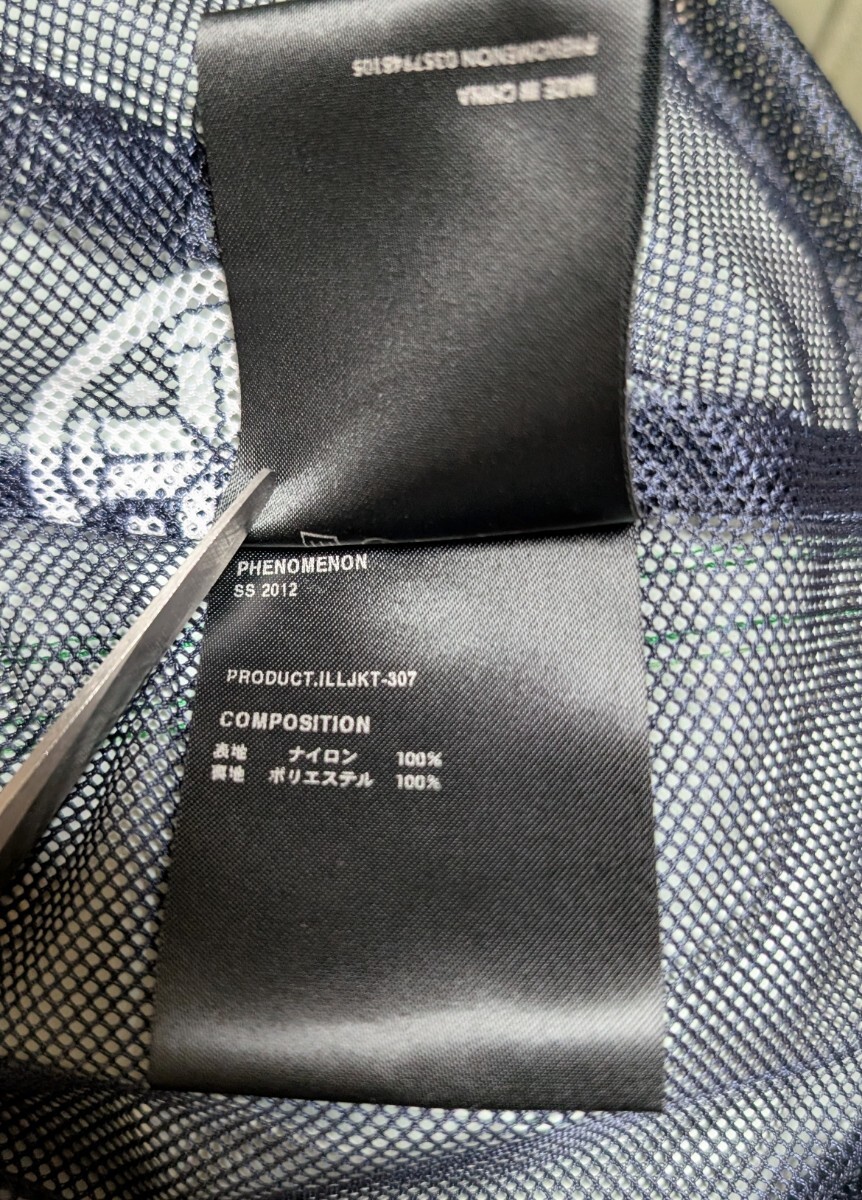 MADE IN CHINA
PHENOMENON 0357746105
PHENOMENON
SS 2012
PRODUCT.ILLJKT-307
COMPOSITION
表地 ナイロン 100%
裏地 ポリエステル 100%